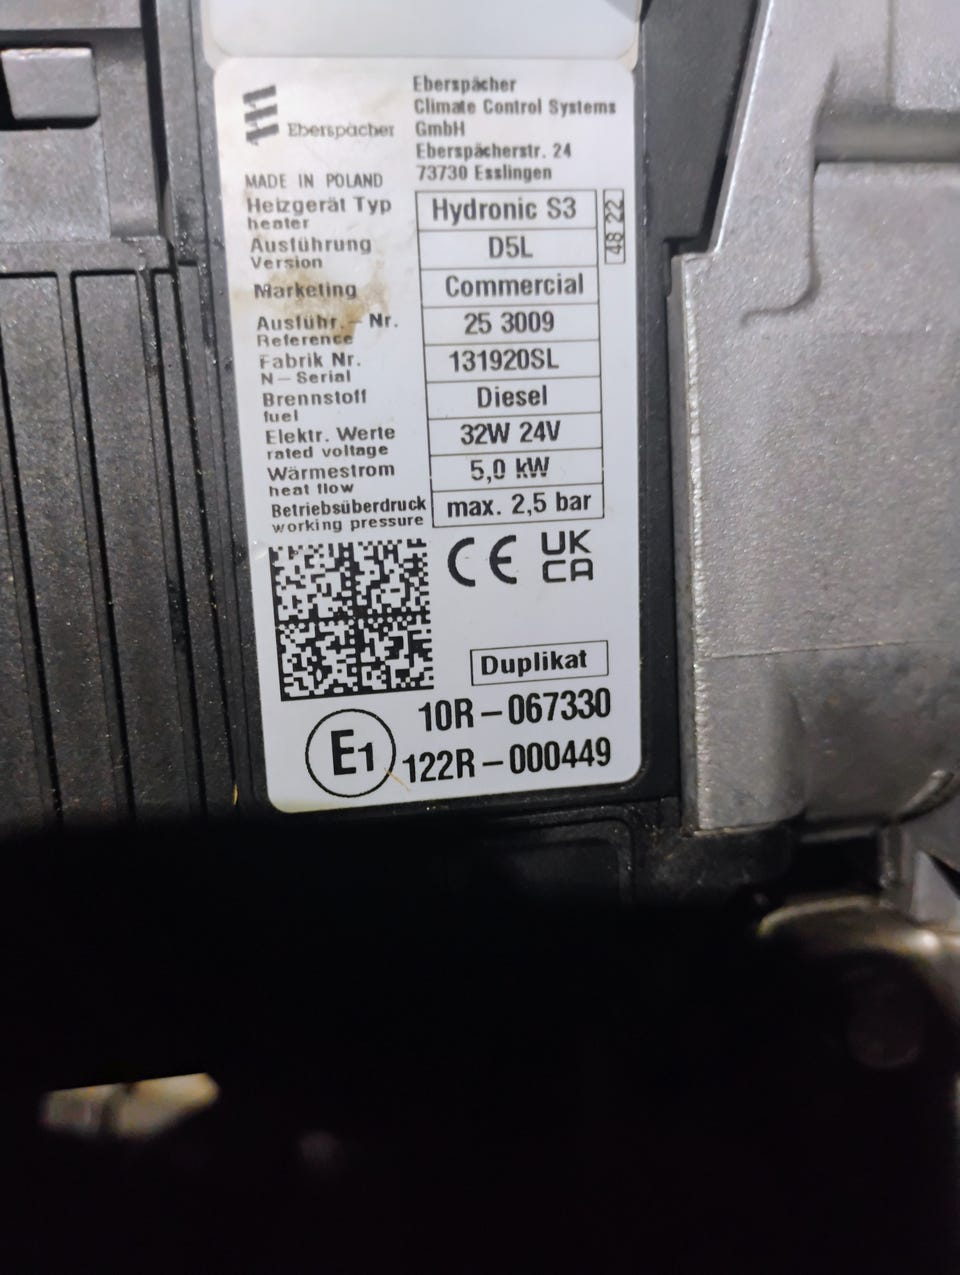 Eberspächer
Eberspächer
Climate Control Systems
GmbH
Eberspächerstr. 24
73730 Esslingen
MADE IN POLAND
Heizgerät Typ
heater
Hydronic S3
48 22
Ausführung
Version
D5L
Marketing
Commercial
Ausführ.-Nr.
Reference
25 3009
Fabrik Nr.
N-Serial
131920SL
Brennstoff
fuel
Diesel
Elektr. Werte
rated voltage
32W 24V
Wärmestrom
heat flow
5,0 kW
Betriebsüberdruck
working pressure
max. 2,5 bar
CE UK
CA
Duplikat
E1
10R-067330
122R-000449